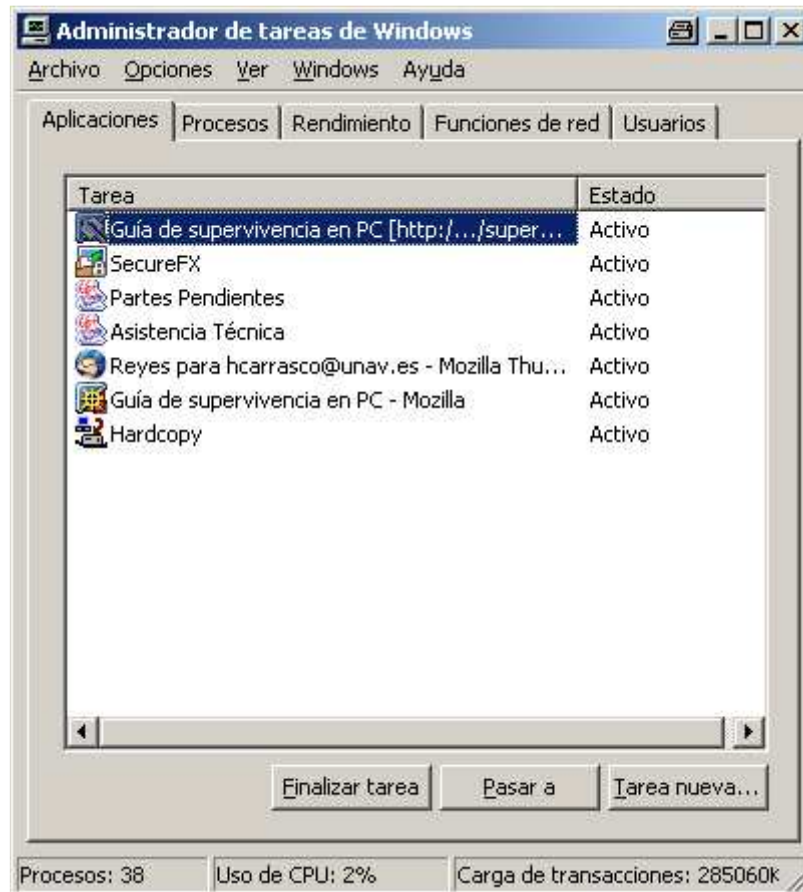 Administrador de tareas de Windows
Archivo Opciones Ver Windows Ayuda
Aplicaciones Procesos Rendimiento Funciones de red Usuarios
Tarea Estado
Guía de supervivencia en PC [http:/.../super... Activo
SecureFX Activo
Partes Pendientes Activo
Asistencia Técnica Activo
Reyes para hcarrasco@unav.es - Mozilla Thu... Activo
Guía de supervivencia en PC - Mozilla Activo
Hardcopy Activo
Finalizar tarea Pasar a Tarea nueva...
Procesos: 38 Uso de CPU: 2% Carga de transacciones: 285060K